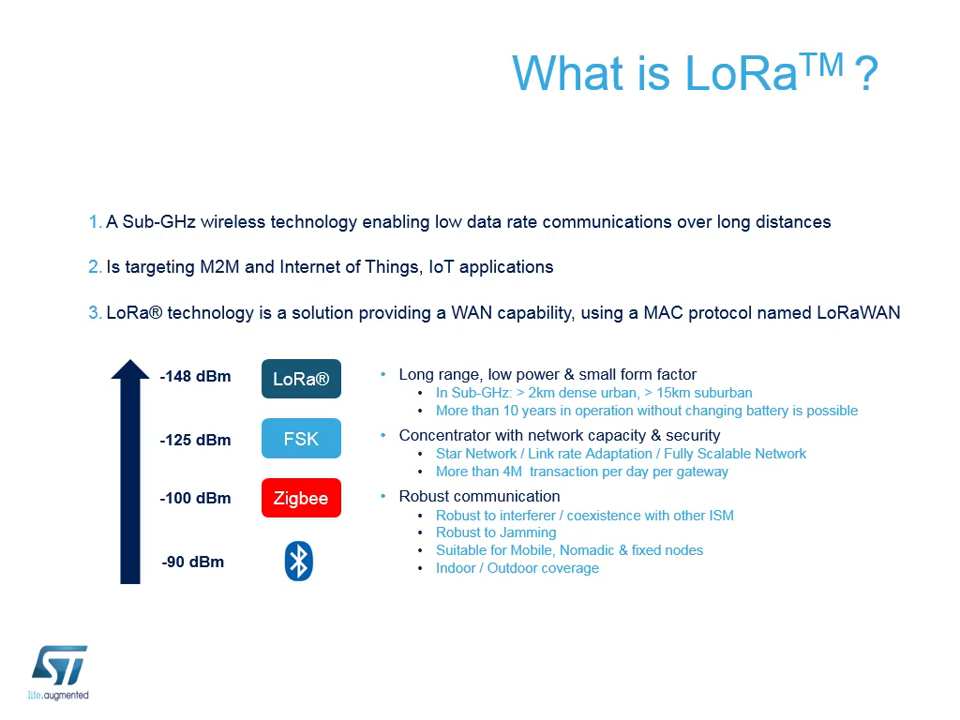 What is LoRa™ ?
1. A Sub-GHz wireless technology enabling low data rate communications over long distances
2. Is targeting M2M and Internet of Things, IoT applications
3. LoRa® technology is a solution providing a WAN capability, using a MAC protocol named LoRaWAN
-148 dBm
LoRa®
-125 dBm
FSK
-100 dBm
Zigbee
-90 dBm
• Long range, low power & small form factor
• In Sub-GHz: > 2km dense urban, > 15km suburban
• More than 10 years in operation without changing battery is possible
• Concentrator with network capacity & security
• Star Network / Link rate Adaptation / Fully Scalable Network
• More than 4M transaction per day per gateway
• Robust communication
• Robust to interferer / coexistence with other ISM
• Robust to Jamming
• Suitable for Mobile, Nomadic & fixed nodes
• Indoor / Outdoor coverage
ST
life.augmented